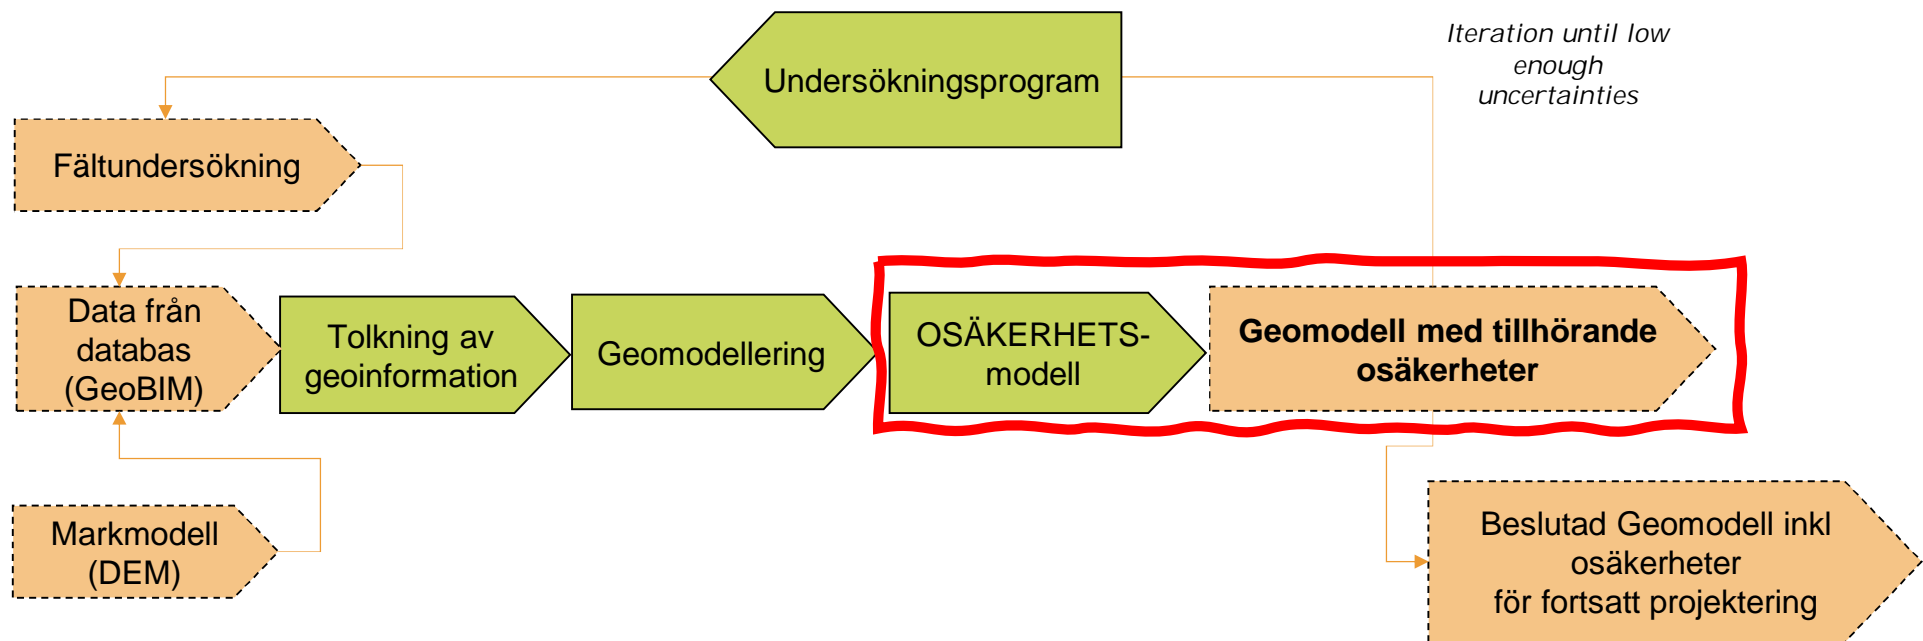 Undersökningsprogram
Iteration until low
enough
uncertainties
Fältundersökning
Data från
databas
(GeoBIM)
Tolkning av
geoinformation
Geomodellering
OSÄKERHETS-
modell
Geomodell med tillhörande
osäkerheter
Markmodell
(DEM)
Beslutad Geomodell inkl
osäkerheter
för fortsatt projektering